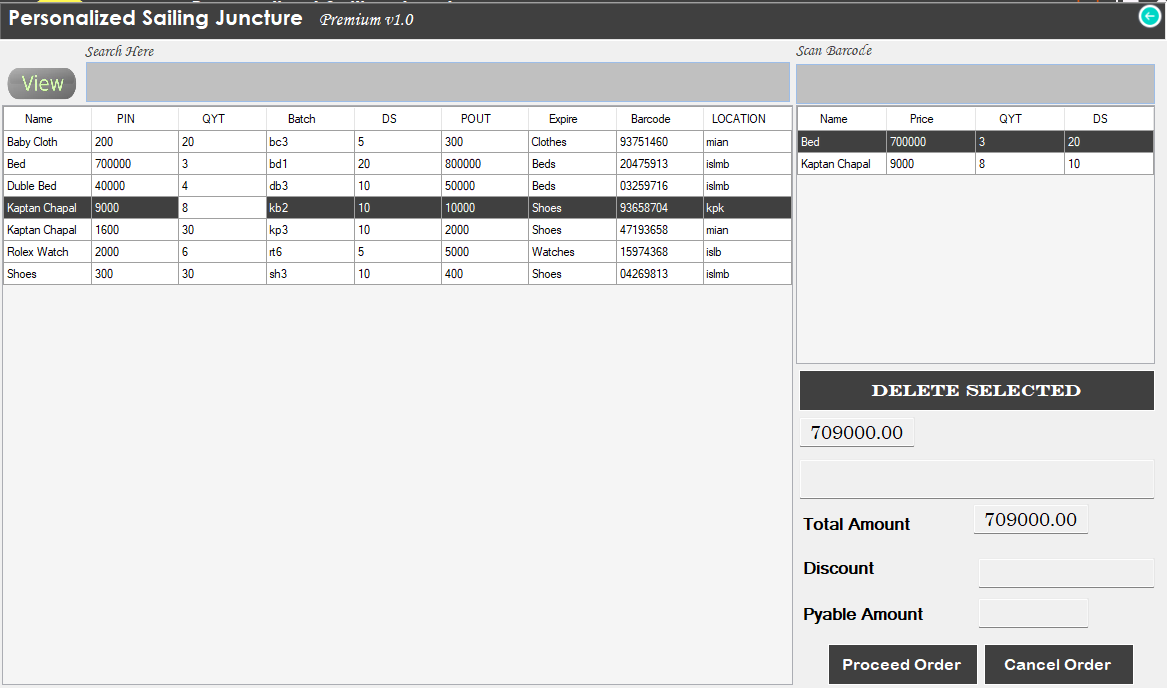 Personalized Sailing Juncture Premium v1.0
Search Here
Scan Barcode
View
Name PIN QYT Batch DS POUT Expire Barcode LOCATION
Baby Cloth 200 20 bc3 5 300 Clothes 93751460 mian
Bed 700000 3 bd1 20 800000 Beds 20475913 islmb
Duble Bed 40000 4 db3 10 50000 Beds 03259716 islmb
Kaptan Chapal 9000 8 kb2 10 10000 Shoes 93658704 kpk
Kaptan Chapal 1600 30 kp3 10 2000 Shoes 47193658 mian
Rolex Watch 2000 6 rt6 5 5000 Watches 15974368 islb
Shoes 300 30 sh3 10 400 Shoes 04269813 islmb
Name Price QYT DS
Bed 700000 3 20
Kaptan Chapal 9000 8 10
DELETE SELECTED
709000.00
Total Amount 709000.00
Discount
Pyable Amount
Proceed Order Cancel Order